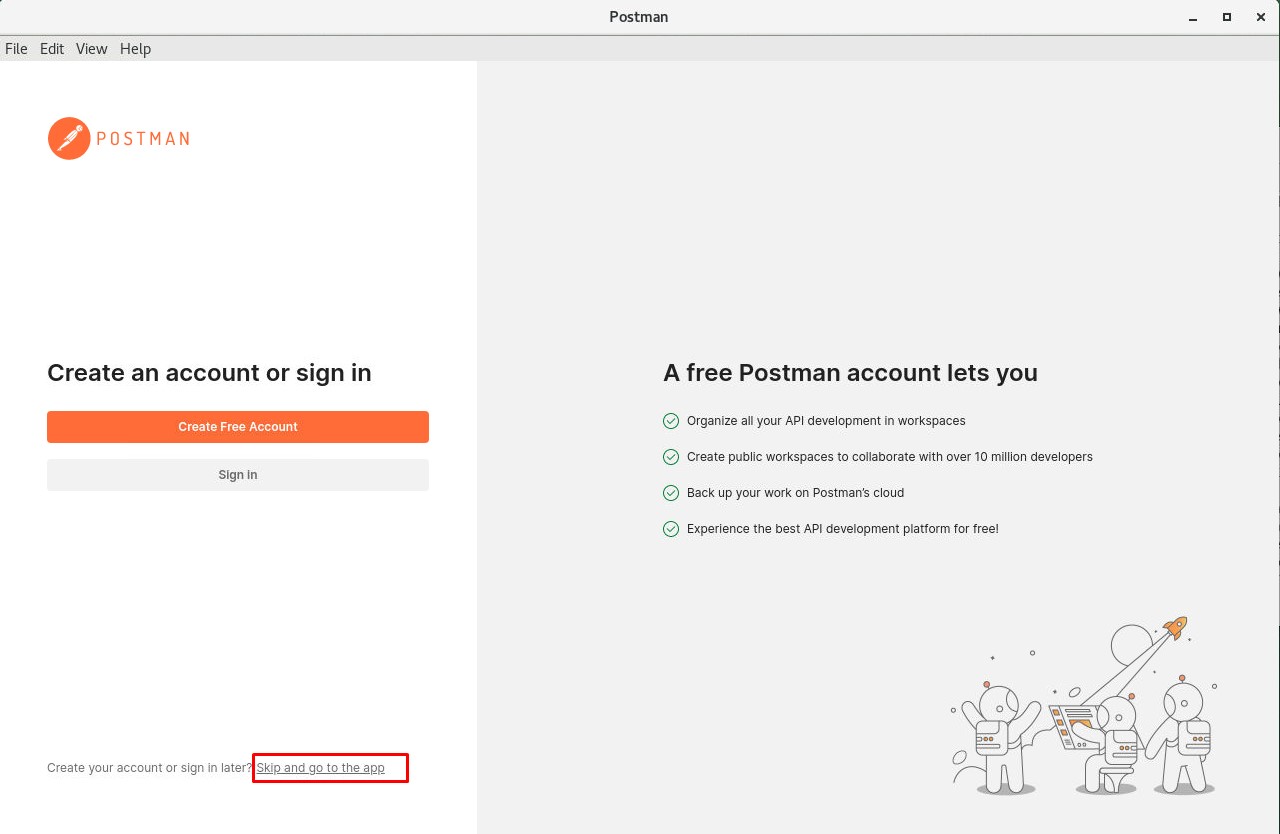 Postman
File Edit View Help
POSTMAN
Create an account or sign in
Create Free Account
Sign in
Create your account or sign in later? Skip and go to the app
A free Postman account lets you
Organize all your API development in workspaces
Create public workspaces to collaborate with over 10 million developers
Back up your work on Postman’s cloud
Experience the best API development platform for free!